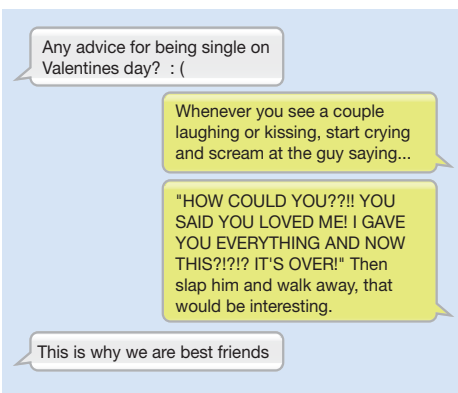 Any advice for being single on
Valentines day?  : (
Whenever you see a couple
laughing or kissing, start crying
and scream at the guy saying...
"HOW COULD YOU??!! YOU
SAID YOU LOVED ME! I GAVE
YOU EVERYTHING AND NOW
THIS?!?!? IT'S OVER!" Then
slap him and walk away, that
would be interesting.
This is why we are best friends